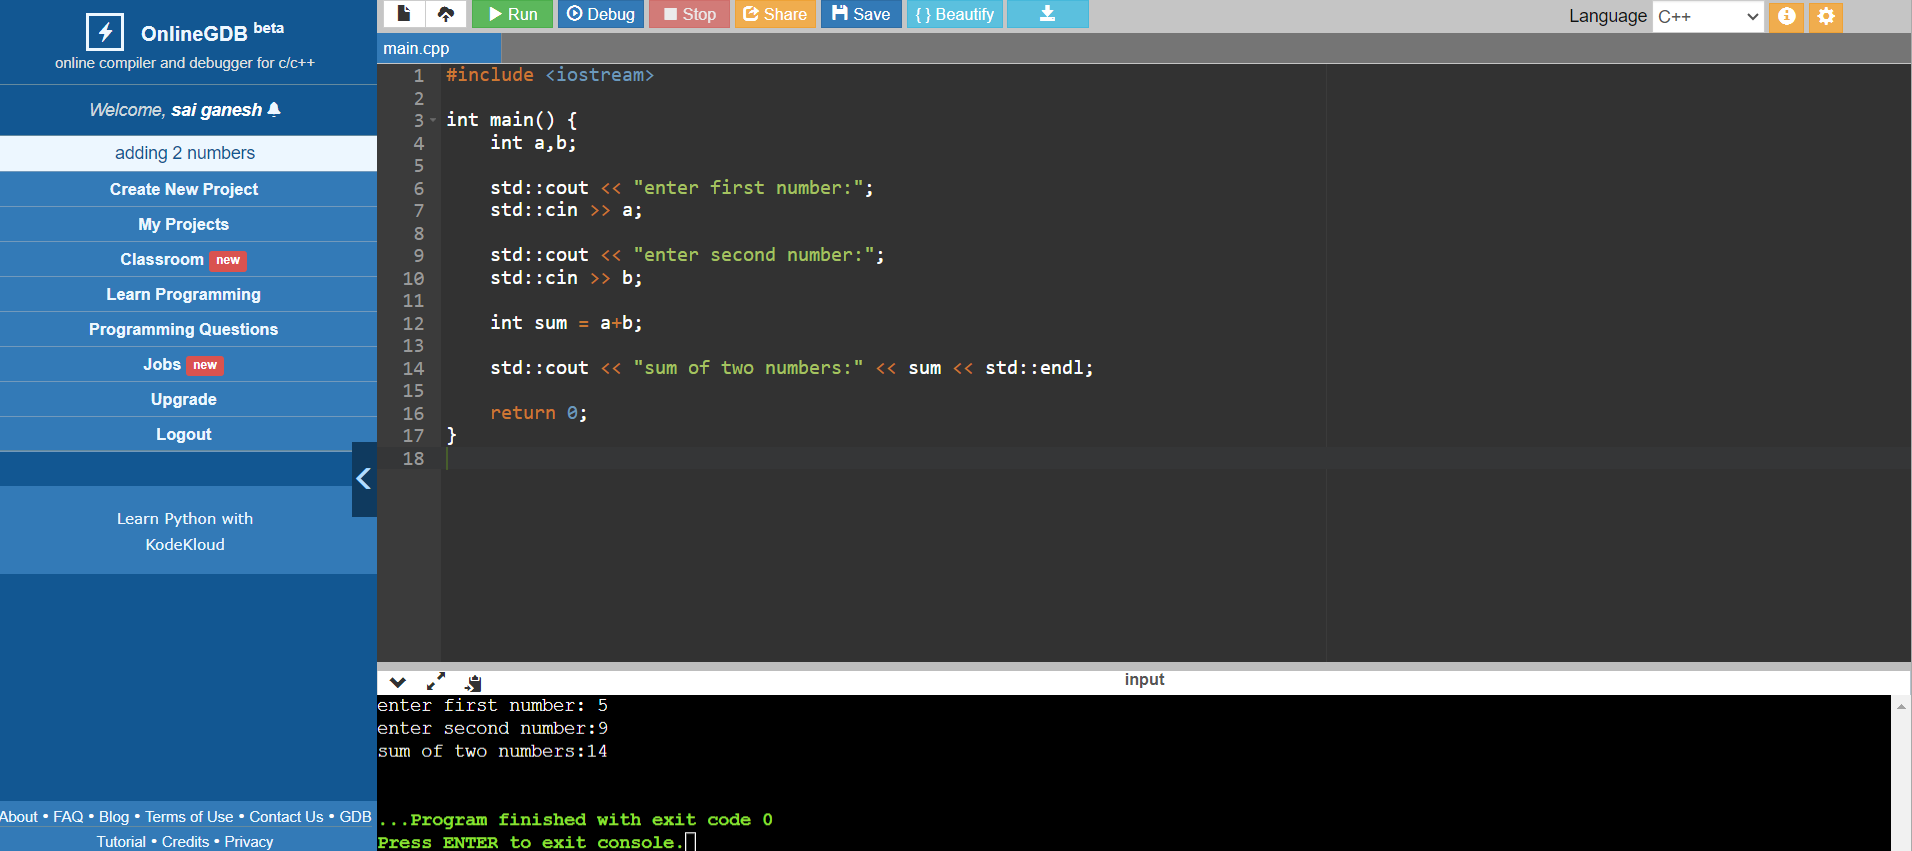 OnlineGDB beta
online compiler and debugger for c/c++
Welcome, sai ganesh
adding 2 numbers
Create New Project
My Projects
Classroom new
Learn Programming
Programming Questions
Jobs new
Upgrade
Logout
Learn Python with
KodeKloud
About • FAQ • Blog • Terms of Use • Contact Us • GDB
Tutorial • Credits • Privacy
Run Debug Stop Share Save { } Beautify
Language C++
main.cpp
1 #include <iostream>
2
3 int main() {
4 int a,b;
5
6 std::cout << "enter first number:";
7 std::cin >> a;
8
9 std::cout << "enter second number:";
10 std::cin >> b;
11
12 int sum = a+b;
13
14 std::cout << "sum of two numbers:" << sum << std::endl;
15
16 return 0;
17 }
18
input
enter first number: 5
enter second number:9
sum of two numbers:14
...Program finished with exit code 0
Press ENTER to exit console.